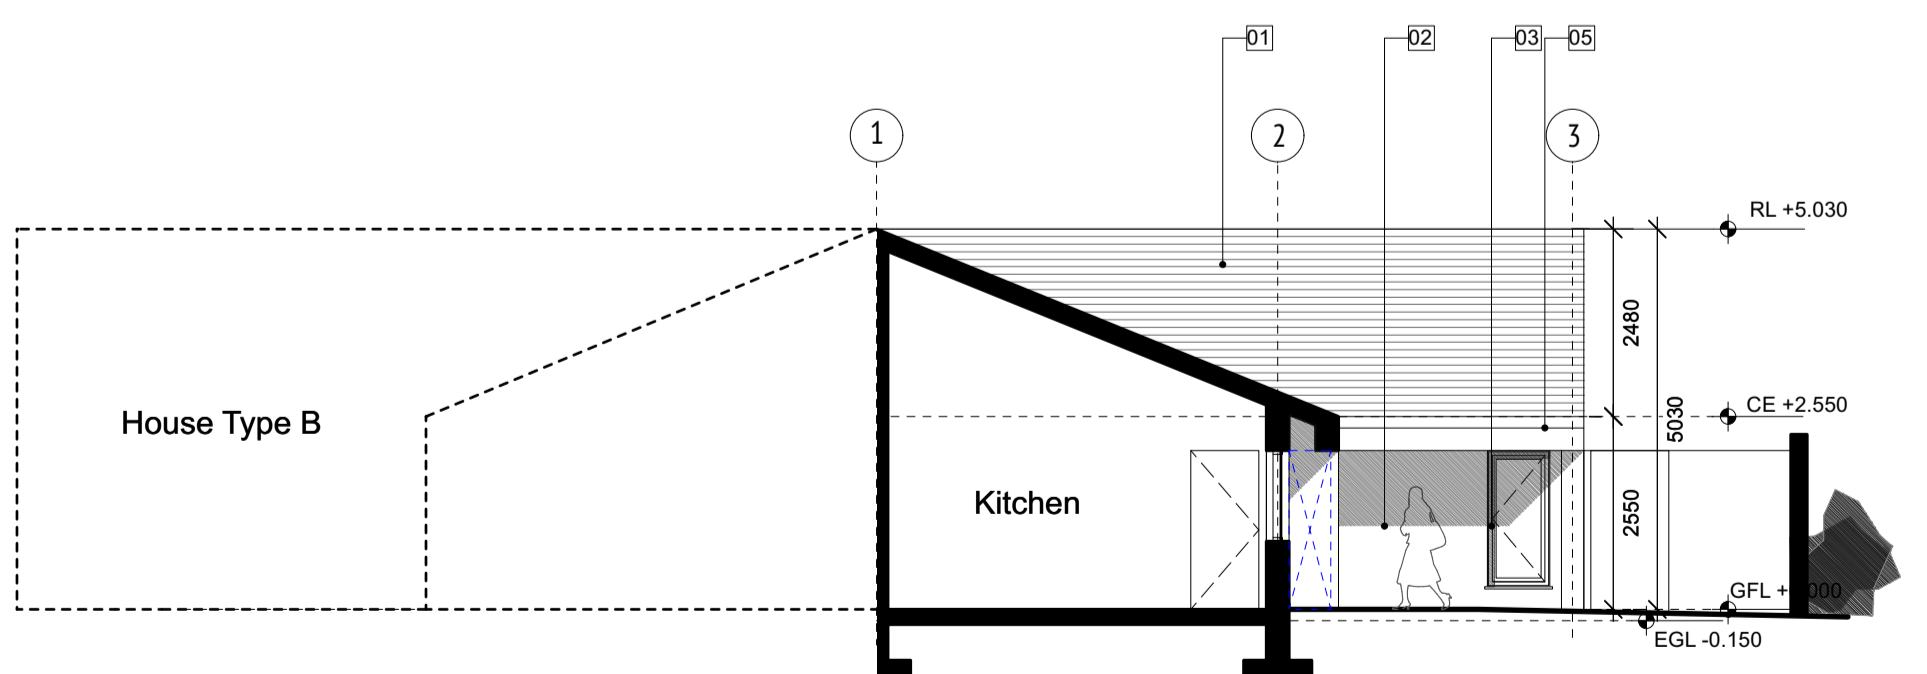 01 02 03 05
1 2 3
RL +5.030
2480
CE +2.550
5030
House Type B
Kitchen
2550
GFL +0.000
EGL -0.150